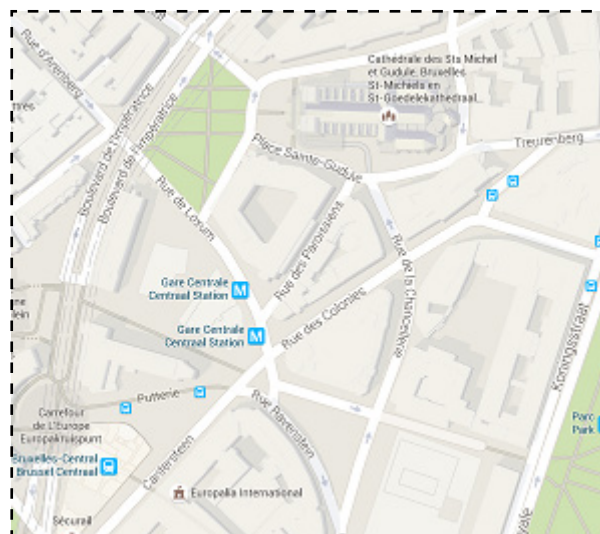 Rue d'Arenberg
Cathédrale des Sts Michel
et Gudule, Bruxelles
St-Michiels en
St-Goedelekathedraal...
Boulevard de l'Impératrice
Boulevard de l'Impératrice
Place Sainte-Gudule
Treurenberg
Rue de Loxum
Rue des Paroissiens
Rue de la Chancellerie
Gare Centrale
Centraal Station
M
Gare Centrale
Centraal Station
M
Rue des Colonies
Koningsstraat
Putterie
Rue Ravenstein
Carrefour
de L'Europe
Europakruispunt
Parc
Park
Bruxelles-Central
Brussel Centraal
Cantersteen
Europalia International
Sécurail